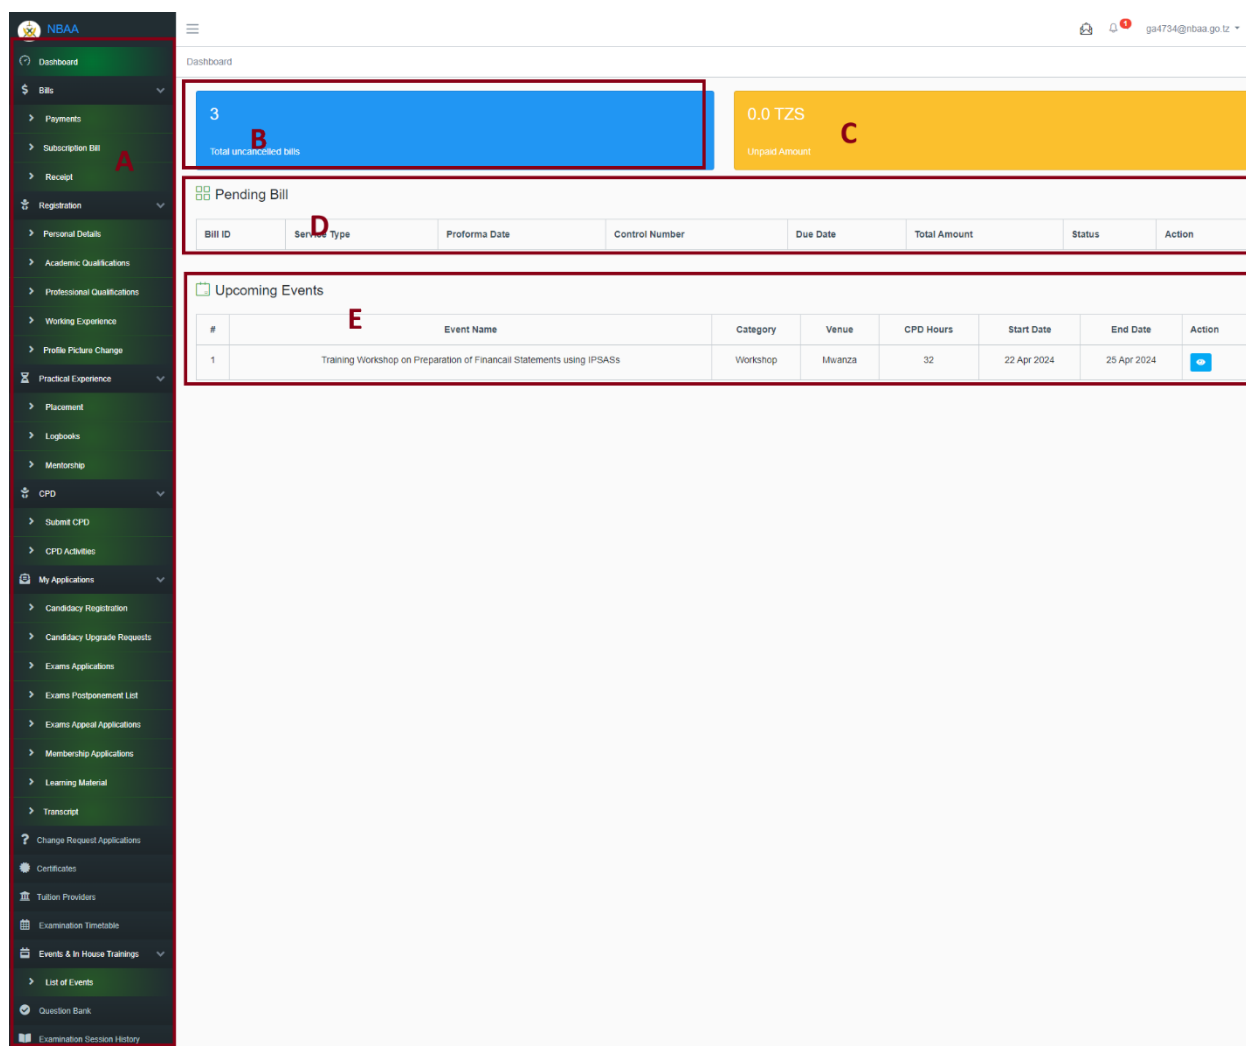 NBAA
1
ga4734@nbaa.go.tz
Dashboard
Bills
Payments
Subscription Bill
Receipt
A
Registration
Personal Details
Academic Qualifications
Professional Qualifications
Working Experience
Profile Picture Change
Practical Experience
Placement
Logbooks
Mentorship
CPD
Submit CPD
CPD Activities
My Applications
Candidacy Registration
Candidacy Upgrade Requests
Exams Applications
Exams Postponement List
Exams Appeal Applications
Membership Applications
Learning Material
Transcript
? Change Request Applications
Certificates
Tuition Providers
Examination Timetable
Events & In House Trainings
List of Events
Question Bank
Examination Session History
Dashboard
3
B
Total uncancelled bills
0.0 TZS
C
Unpaid Amount
Pending Bill
D
Bill ID Service Type Proforma Date Control Number Due Date Total Amount Status Action
Upcoming Events
E
# Event Name Category Venue CPD Hours Start Date End Date Action
1 Training Workshop on Preparation of Financail Statements using IPSASs Workshop Mwanza 32 22 Apr 2024 25 Apr 2024